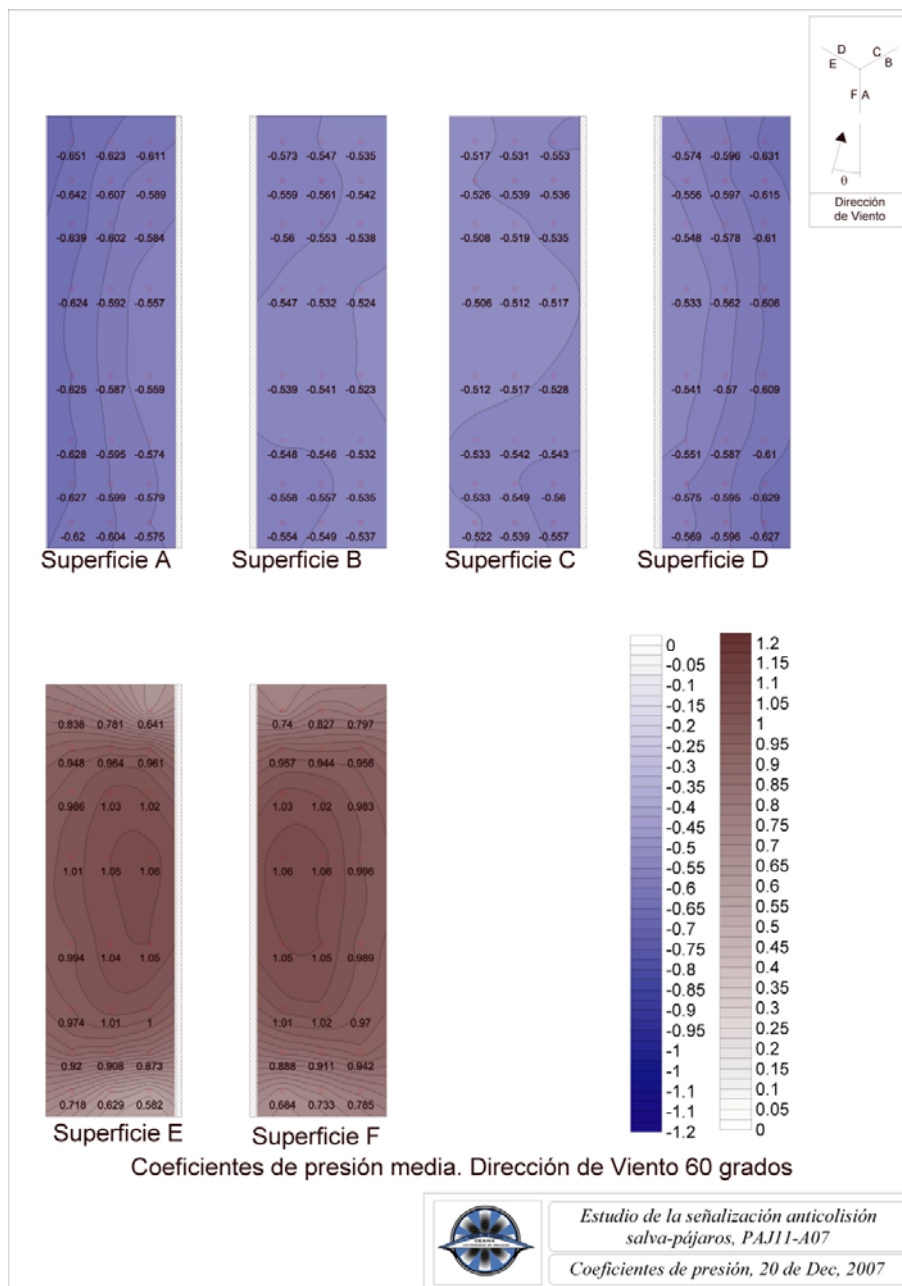 D
C
E
B
F A
θ
Dirección
de Viento
-0.651 -0.623 -0.611
-0.642 -0.607 -0.589
-0.639 -0.602 -0.584
-0.624 -0.592 -0.557
-0.625 -0.587 -0.559
-0.628 -0.595 -0.574
-0.627 -0.599 -0.579
-0.62 -0.604 -0.575
Superficie A
-0.573 -0.547 -0.535
-0.559 -0.561 -0.542
-0.56 -0.553 -0.538
-0.547 -0.532 -0.524
-0.539 -0.541 -0.523
-0.548 -0.546 -0.532
-0.558 -0.557 -0.535
-0.554 -0.549 -0.537
Superficie B
-0.517 -0.531 -0.553
-0.526 -0.539 -0.536
-0.508 -0.519 -0.535
-0.506 -0.512 -0.517
-0.512 -0.517 -0.528
-0.533 -0.542 -0.543
-0.533 -0.549 -0.56
-0.522 -0.539 -0.557
Superficie C
-0.574 -0.596 -0.631
-0.556 -0.597 -0.615
-0.548 -0.578 -0.61
-0.533 -0.562 -0.606
-0.541 -0.57 -0.609
-0.551 -0.587 -0.61
-0.575 -0.595 -0.629
-0.569 -0.596 -0.627
Superficie D
0.838 0.781 0.641
0.948 0.964 0.961
0.986 1.03 1.02
1.01 1.05 1.06
0.994 1.04 1.05
0.974 1.01 1
0.92 0.908 0.873
0.718 0.629 0.582
Superficie E
0.74 0.827 0.797
0.957 0.944 0.956
1.03 1.02 0.983
1.06 1.06 0.996
1.05 1.05 0.989
1.01 1.02 0.97
0.888 0.911 0.942
0.684 0.733 0.785
Superficie F
0
-0.05
-0.1
-0.15
-0.2
-0.25
-0.3
-0.35
-0.4
-0.45
-0.5
-0.55
-0.6
-0.65
-0.7
-0.75
-0.8
-0.85
-0.9
-0.95
-1
-1
-1.1
-1.1
-1.2
1.2
1.15
1.1
1.05
1
0.95
0.9
0.85
0.8
0.75
0.7
0.65
0.6
0.55
0.5
0.45
0.4
0.35
0.3
0.25
0.2
0.15
0.1
0.05
0
Coeficientes de presión media. Dirección de Viento 60 grados
Estudio de la señalización anticolisión
salva-pájaros, PAJ11-A07
Coeficientes de presión, 20 de Dec, 2007